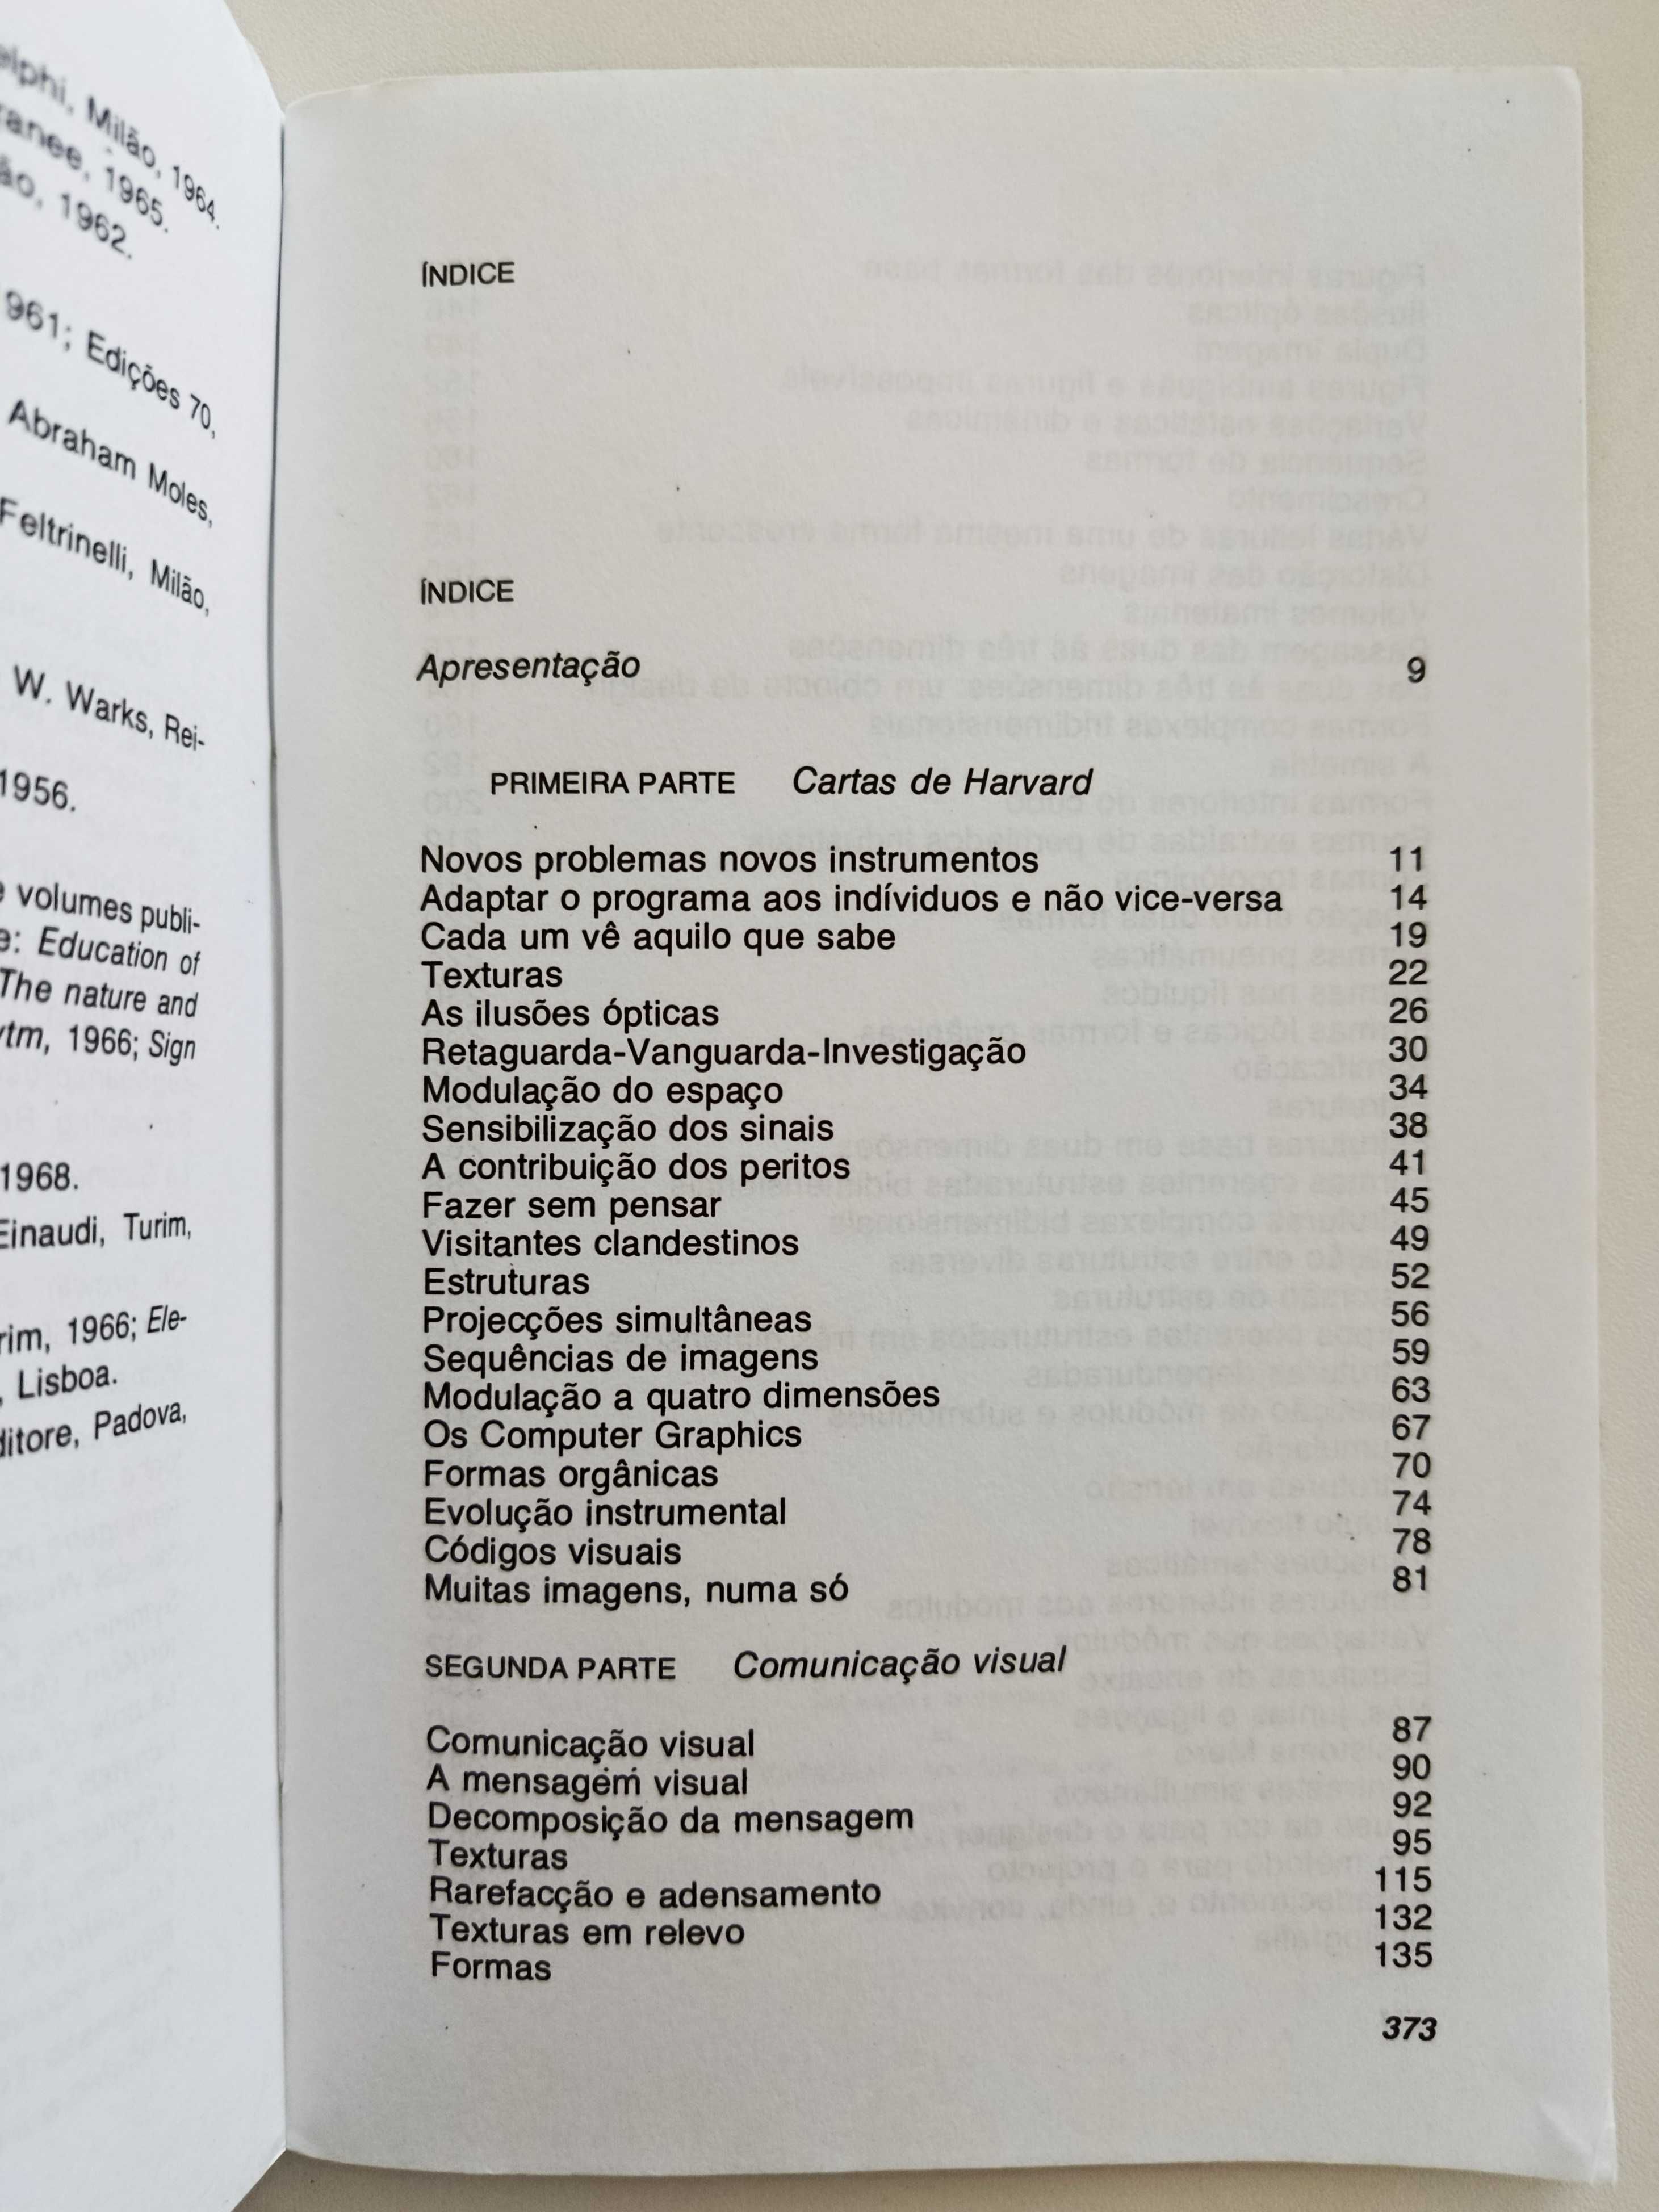 elphi, Milão, 1964.
ranee, 1965.
ão, 1962.
961; Edições 70,
Abraham Moles,
Feltrinelli, Milão,
W. Warks, Rei-
1956.
volumes publi-
e: Education of
The nature and
ytm, 1966; Sign
1968.
Einaudi, Turim,
rim, 1966; Ele-
, Lisboa.
ditore, Padova,
ÍNDICE
ÍNDICE
Apresentação 9
PRIMEIRA PARTE Cartas de Harvard
Novos problemas novos instrumentos 11
Adaptar o programa aos indíviduos e não vice-versa 14
Cada um vê aquilo que sabe 19
Texturas 22
As ilusões ópticas 26
Retaguarda-Vanguarda-Investigação 30
Modulação do espaço 34
Sensibilização dos sinais 38
A contribuição dos peritos 41
Fazer sem pensar 45
Visitantes clandestinos 49
Estruturas 52
Projecções simultâneas 56
Sequências de imagens 59
Modulação a quatro dimensões 63
Os Computer Graphics 67
Formas orgânicas 70
Evolução instrumental 74
Códigos visuais 78
Muitas imagens, numa só 81
SEGUNDA PARTE Comunicação visual
Comunicação visual 87
A mensagem visual 90
Decomposição da mensagem 92
Texturas 95
Rarefacção e adensamento 115
Texturas em relevo 132
Formas 135
373